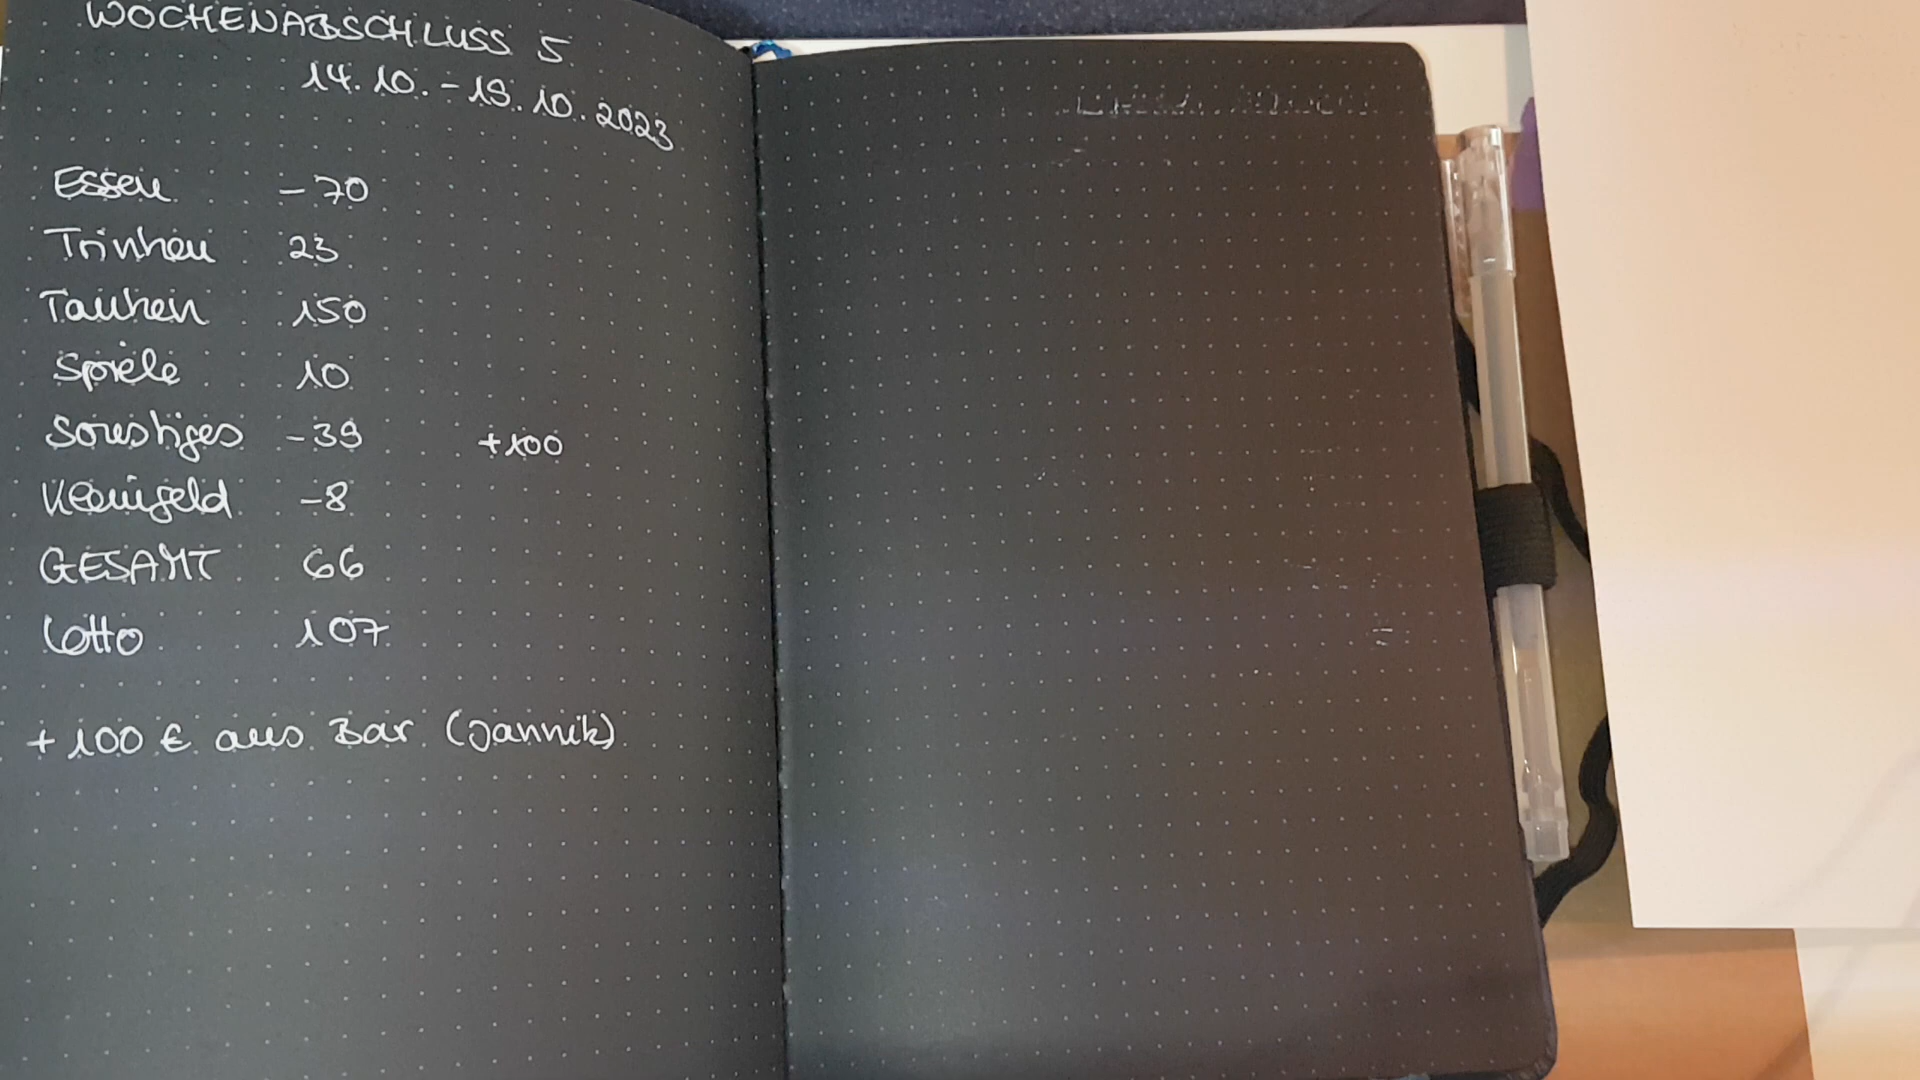 WOCHENABSCHLUSS 5
14.10. - 19.10.2023
Essen -70
Trinken 23
Tanken 150
Spiele 10
Sonstiges -39 +100
Kleingeld -8
GESAMT 66
Lotto 107
+100 € aus Bar (Jannik)